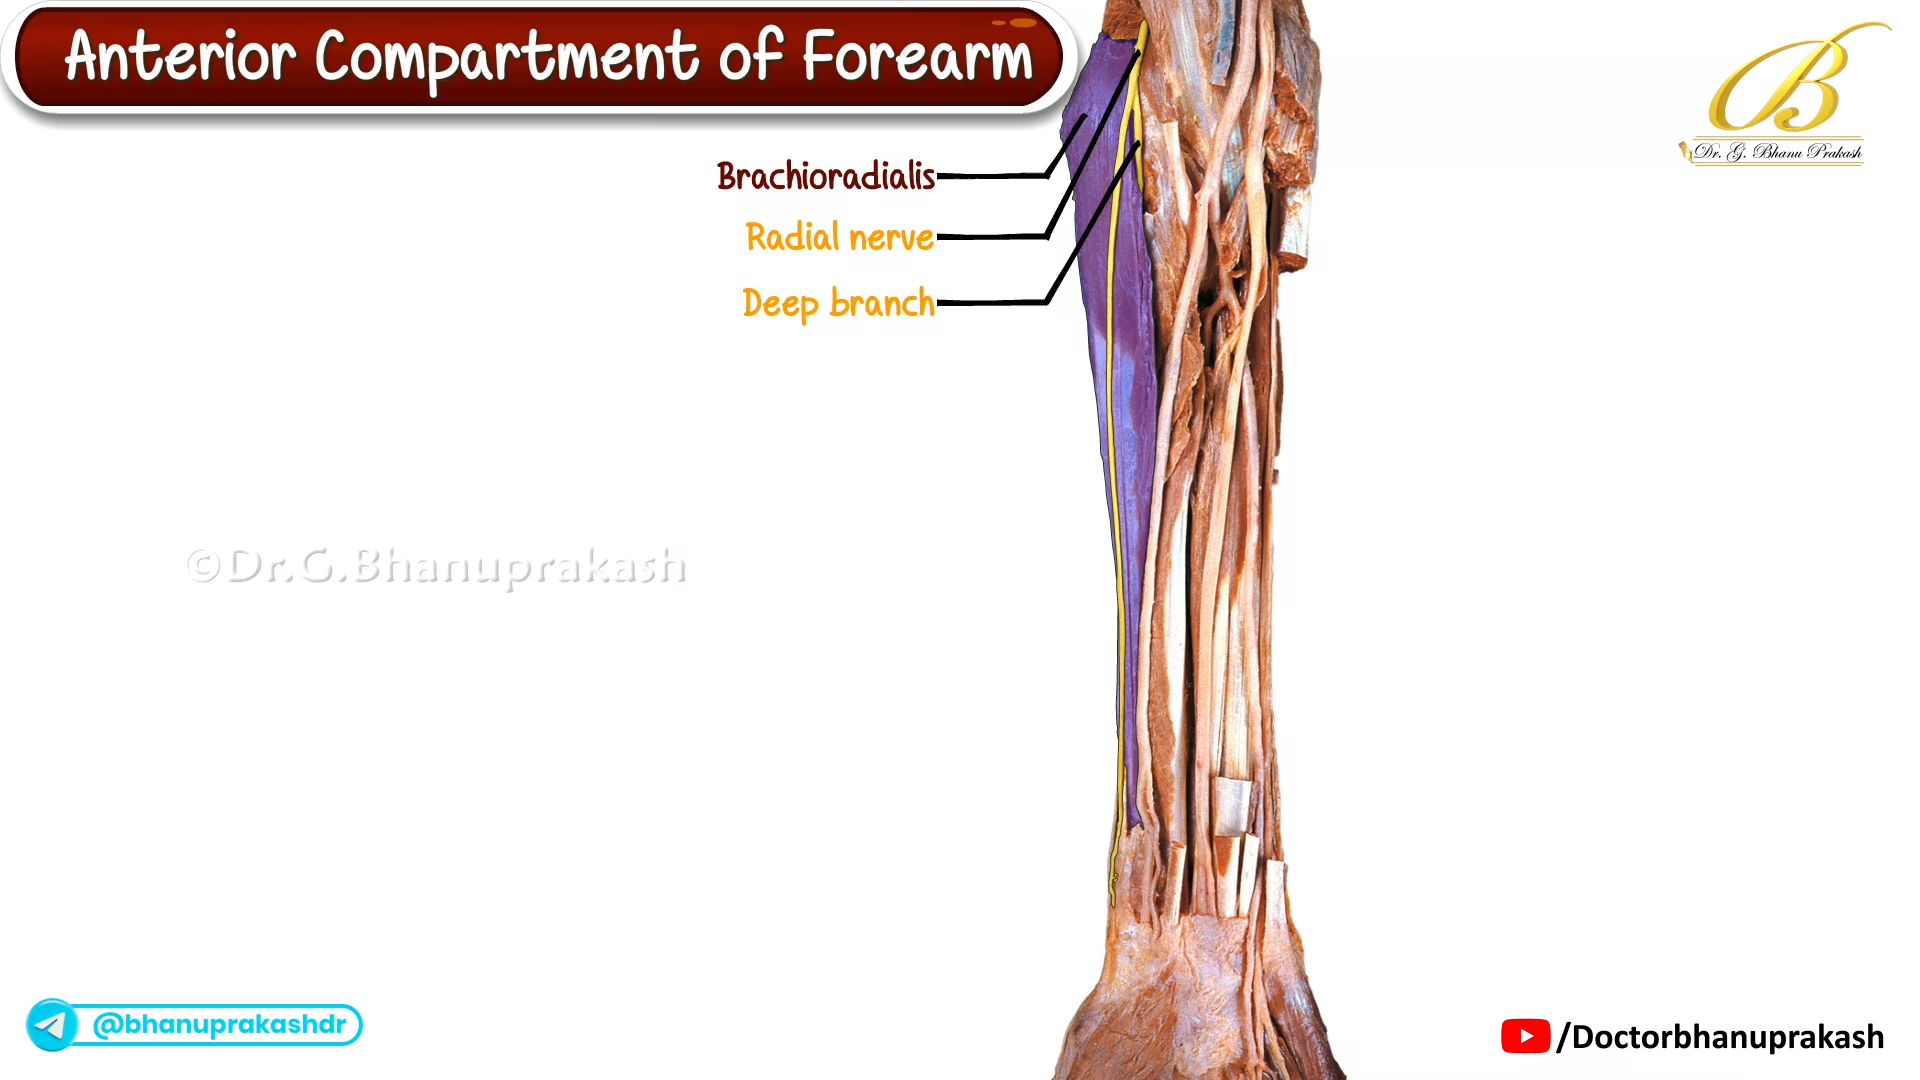 Anterior Compartment of Forearm
Dr. G. Bhanu Prakash
Brachioradialis
Radial nerve
Deep branch
©Dr.G.Bhanuprakash
@bhanuprakashdr
/Doctorbhanuprakash